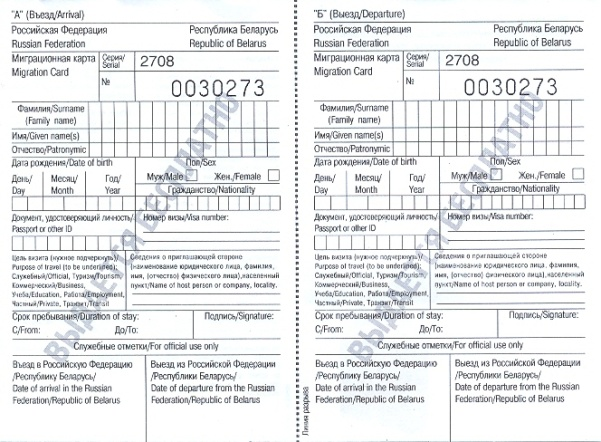 "А" (Въезд/Arrival)
Российская Федерация Республика Беларусь
Russian Federation Republic of Belarus
Миграционная карта Серия/ 2708
Migration Card Serial
№ 0030273
Фамилия/Surname
(Family name)
Имя/Given name(s)
Отчество/Patronymic
Дата рождения/Date of birth Пол/Sex
День/ Месяц/ Год/ Муж/Male Жен./Female
Day Month Year Гражданство/Nationality
Документ, удостоверяющий личность/ Номер визы/Visa number:
Passport or other ID
Цель визита (нужное подчеркнуть)/ Сведения о приглашающей стороне
Purpose of travel (to be underlined): (наименование юридического лица, фамилия,
Служебный/Official, Туризм/Tourism, имя, (отчество) физического лица),населенный
Коммерческий/Business, пункт/Name of host person or company, locality.
Учеба/Education, Работа/Employment,
Частный/Private, Транзит/Transit
Срок пребывания/Duration of stay: Подпись/Signature:
С/From: До/To:
Служебные отметки/For official use only
Въезд в Российскую Федерацию Выезд из Российской Федерации
/Республику Беларусь/ /Республики Беларусь/
Date of arrival in the Russian Date of departure from the Russian
Federation/Republic of Belarus Federation/Republic of Belarus
ВЫДАЕТСЯ БЕСПЛАТНО
Линия разрыва
"Б" (Выезд/Departure)
Российская Федерация Республика Беларусь
Russian Federation Republic of Belarus
Миграционная карта Серия/ 2708
Migration Card Serial
№ 0030273
Фамилия/Surname
(Family name)
Имя/Given name(s)
Отчество/Patronymic
Дата рождения/Date of birth Пол/Sex
День/ Месяц/ Год/ Муж/Male Жен./Female
Day Month Year Гражданство/Nationality
Документ, удостоверяющий личность/ Номер визы/Visa number:
Passport or other ID
Цель визита (нужное подчеркнуть)/ Сведения о приглашающей стороне
Purpose of travel (to be underlined): (наименование юридического лица, фамилия,
Служебный/Official, Туризм/Tourism, имя, (отчество) физического лица),населенный
Коммерческий/Business, пункт/Name of host person or company, locality.
Учеба/Education, Работа/Employment,
Частный/Private, Транзит/Transit
Срок пребывания/Duration of stay: Подпись/Signature:
С/From: До/To:
Служебные отметки/For official use only
Въезд в Российскую Федерацию Выезд из Российской Федерации
/Республику Беларусь/ /Республики Беларусь/
Date of arrival in the Russian Date of departure from the Russian
Federation/Republic of Belarus Federation/Republic of Belarus
ВЫДАЕТСЯ БЕСПЛАТНО